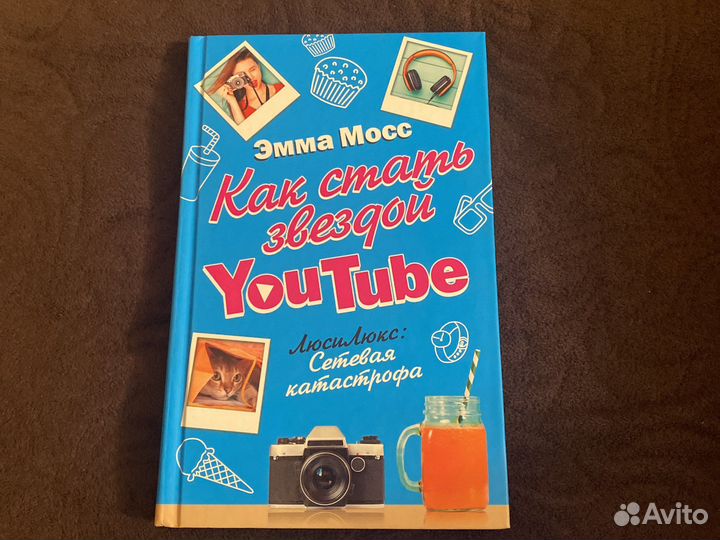 Эмма Мосс
Как стать
звездой
YouTube
ЛюсиЛюкс:
Сетевая
катастрофа
Avito